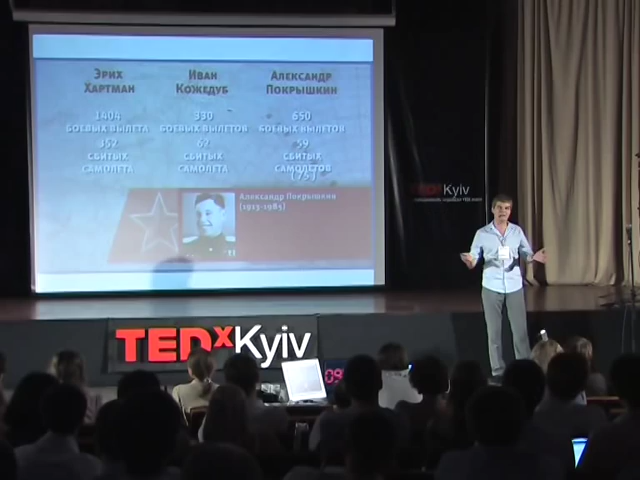 Эрих
Хартман
1404
боевых вылета
352
сбитых
самолета
Иван
Кожедуб
330
боевых вылетов
62
сбитых
самолета
Александр
Покрышкин
650
боевых вылетов
59
сбитых
самолетов
(75)
Александр Покрышкин
(1913-1985)
TEDxKyiv
TEDxKyiv